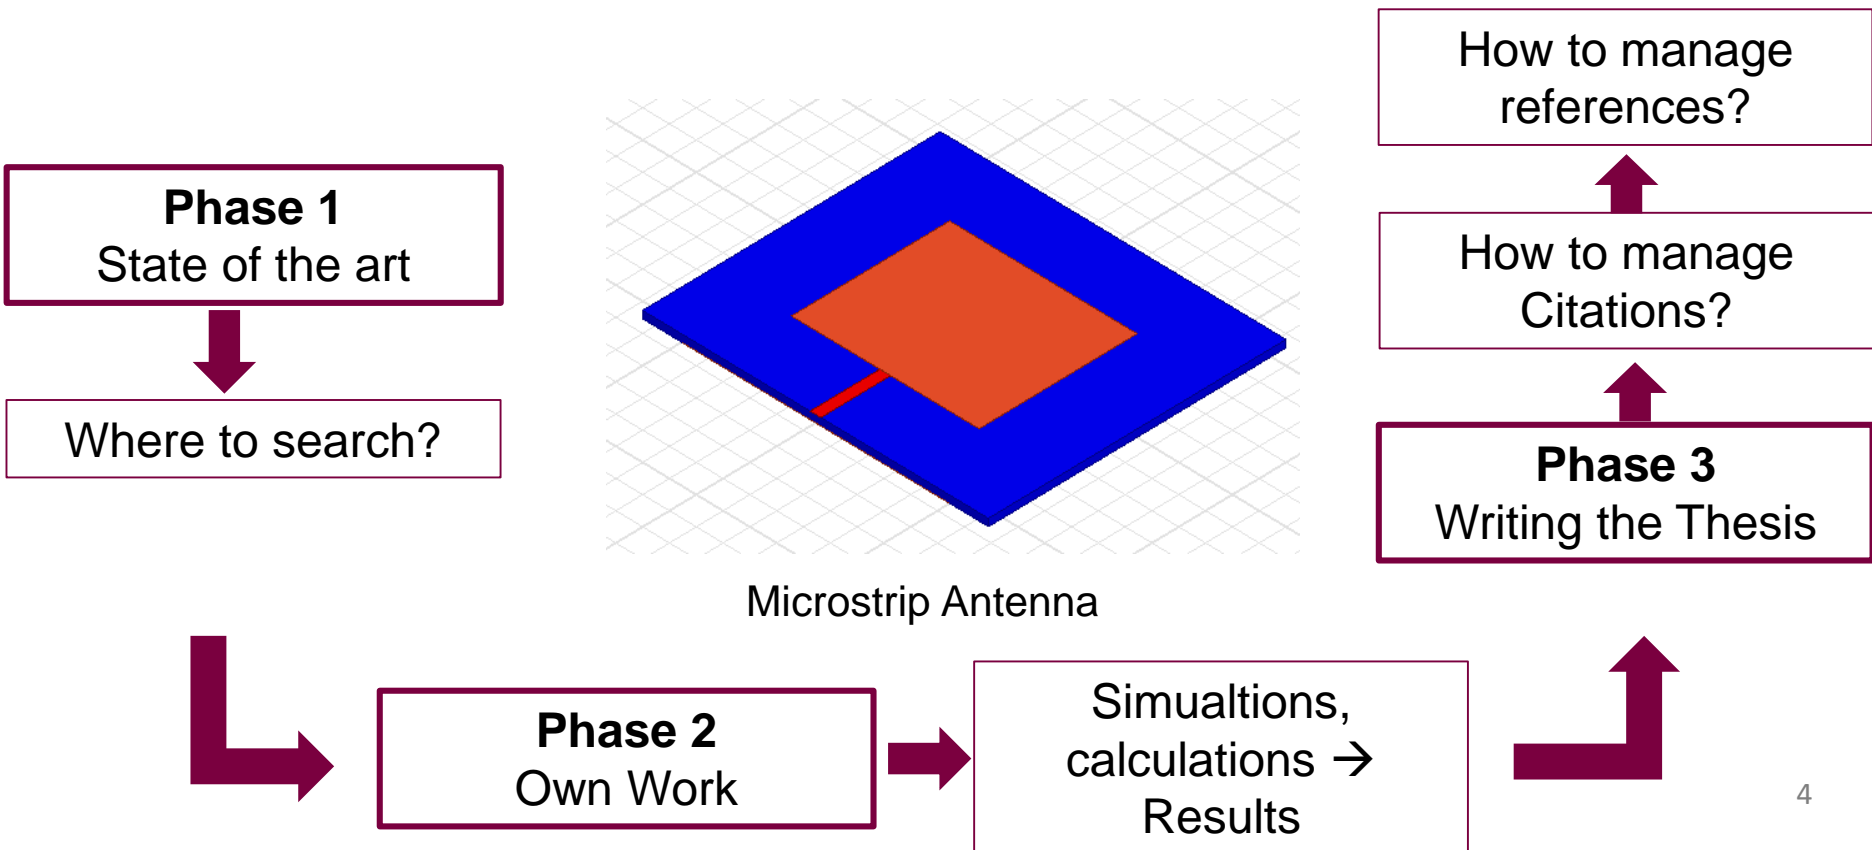 Phase 1
State of the art
Where to search?
Microstrip Antenna
Phase 2
Own Work
Simualtions,
calculations →
Results
Phase 3
Writing the Thesis
How to manage
Citations?
How to manage
references?
4